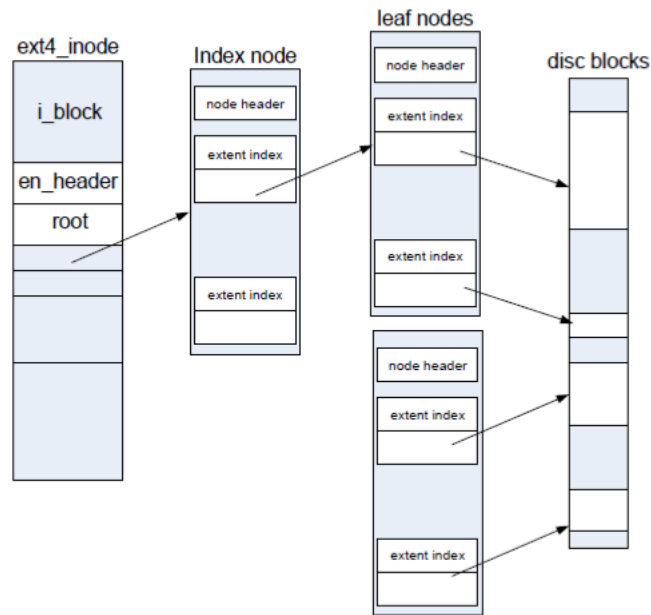 ext4_inode
i_block
en_header
root
Index node
node header
extent index
extent index
leaf nodes
node header
extent index
extent index
node header
extent index
extent index
disc blocks